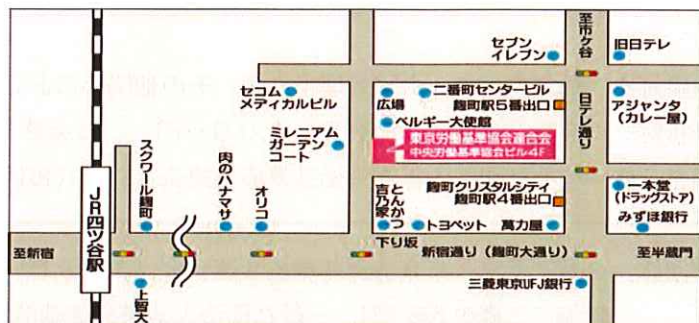 至市ヶ谷
セブン
イレブン
旧日テレ
セコム
メディカルビル
広場
二番町センタービル
麹町駅5番出口
日テレ通り
アジャンタ
(カレー屋)
ベルギー大使館
ミレニアム
ガーデン
コート
東京労働基準協会連合会
中央労働基準協会ビル4F
スクワール麹町
肉のハナマサ
オリコ
吉乃家
とんかつ
麹町クリスタルシティ
麹町駅4番出口
一本堂
(ドラッグストア)
みずほ銀行
トヨペット
萬力屋
JR四ツ谷駅
至新宿
下り坂
新宿通り(麹町大通り)
至半蔵門
上智大
三菱東京UFJ銀行